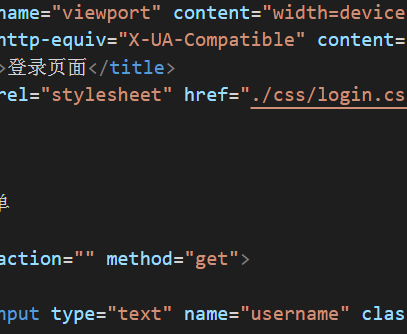 name="viewport" content="width=device
http-equiv="X-UA-Compatible" content=
>登录页面</title>
rel="stylesheet" href="./css/login.cs
单
action="" method="get">
nput type="text" name="username" clas